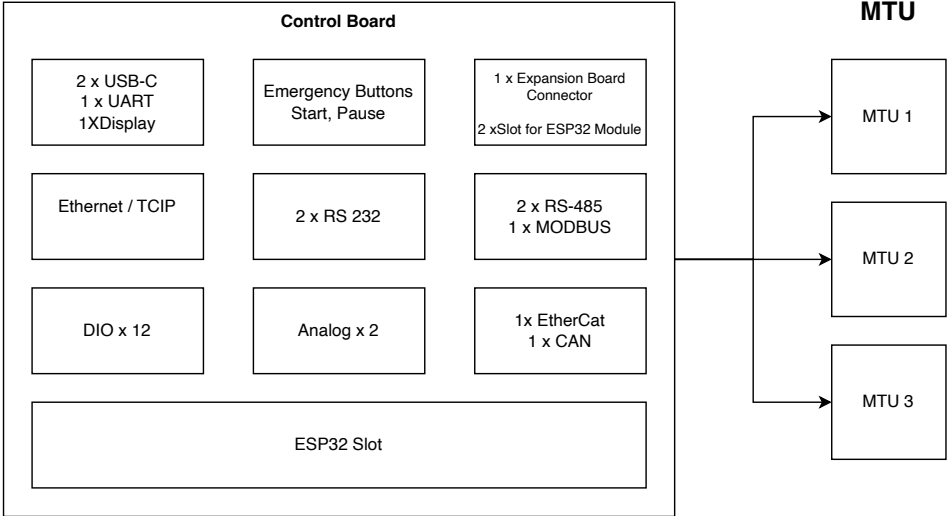 Control Board
MTU
2 x USB-C
1 x UART
1XDisplay
Emergency Buttons
Start, Pause
1 x Expansion Board
Connector
2 xSlot for ESP32 Module
MTU 1
Ethernet / TCIP
2 x RS 232
2 x RS-485
1 x MODBUS
MTU 2
DIO x 12
Analog x 2
1x EtherCat
1 x CAN
MTU 3
ESP32 Slot